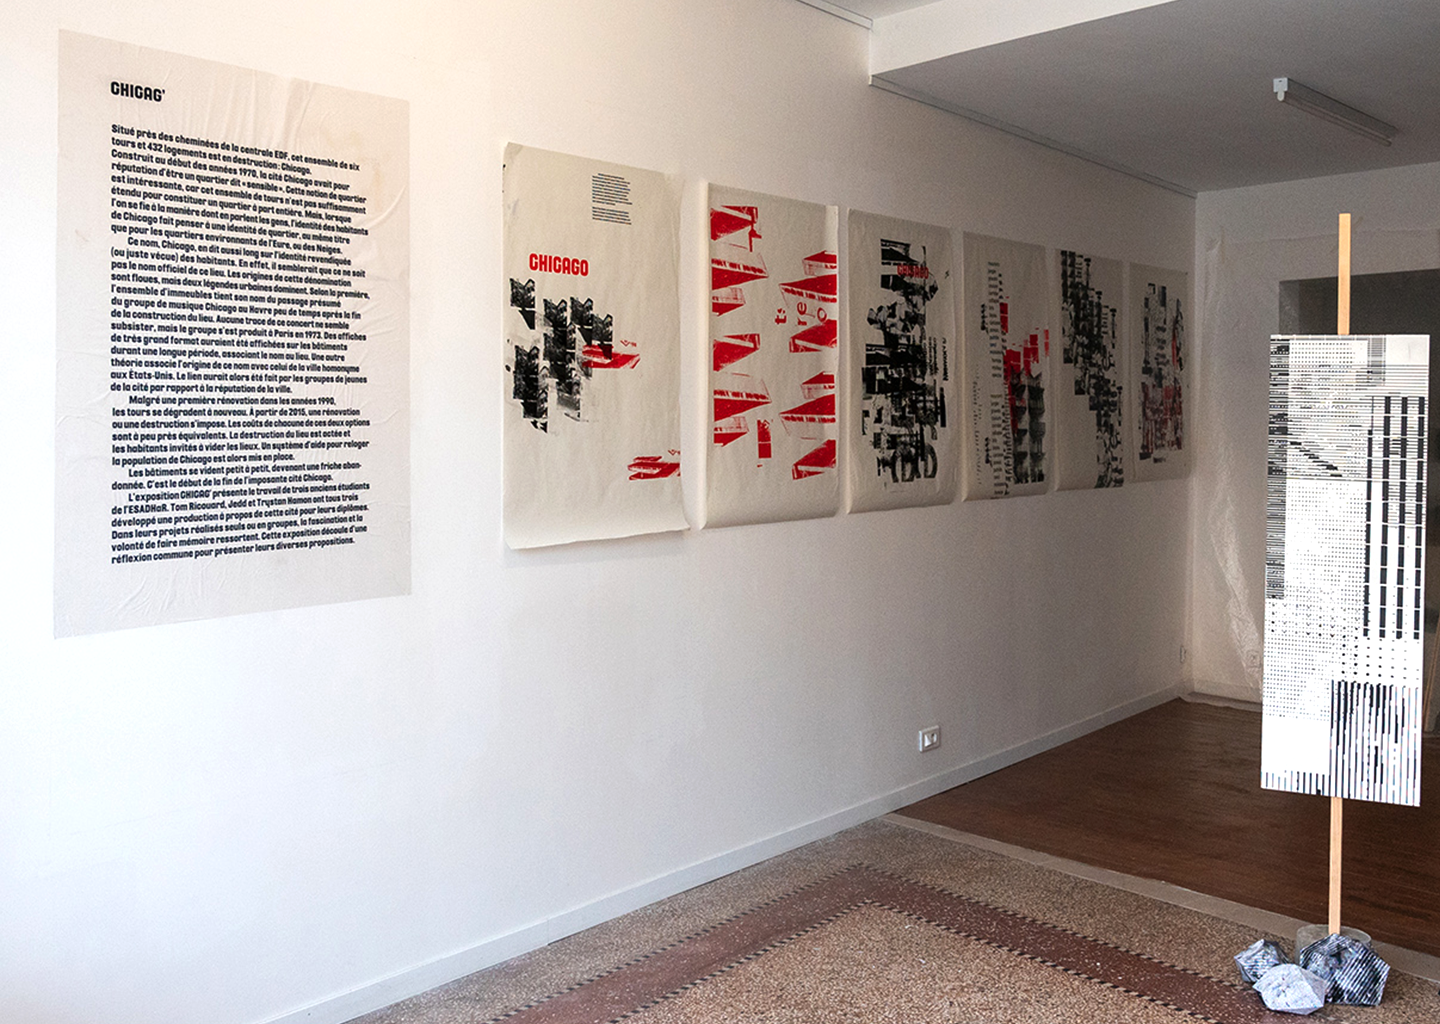 CHICAG'
Situé près des cheminées de la centrale EDF, cet ensemble de six
tours et 432 logements est en destruction : Chicago.
Construit au début des années 1970, la cité Chicago avait pour
réputation d'être un quartier dit « sensible ». Cette notion de quartier
est intéressante, car cet ensemble de tours n'est pas suffisamment
étendu pour constituer un quartier à part entière. Mais, lorsque
l'on se fie à la manière dont en parlent les gens, l'identité des habitants
de Chicago fait penser à une identité de quartier, au même titre
que pour les quartiers environnants de l'Eure, ou des Neiges.
Ce nom, Chicago, en dit aussi long sur l'identité revendiquée
(ou juste vécue) des habitants. En effet, il semblerait que ce ne soit
pas le nom officiel de ce lieu. Les origines de cette dénomination
sont floues, mais deux légendes urbaines dominent. Selon la première,
l'ensemble d'immeubles tient son nom du passage présumé
du groupe de musique Chicago au Havre peu de temps après la fin
de la construction du lieu. Aucune trace de ce concert ne semble
subsister, mais le groupe s'est produit à Paris en 1973. Des affiches
de très grand format auraient été affichées sur les bâtiments
durant une longue période, associant le nom au lieu. Une autre
théorie associe l'origine de ce nom avec celui de la ville homonyme
aux États-Unis. Le lien aurait alors été fait par les groupes de jeunes
de la cité par rapport à la réputation de la ville.
Malgré une première rénovation dans les années 1990,
les tours se dégradent à nouveau. À partir de 2015, une rénovation
ou une destruction s'impose. Les coûts de chacune de ces deux options
sont à peu près équivalents. La destruction du lieu est actée et
les habitants invités à vider les lieux. Un système d'aide pour reloger
la population de Chicago est alors mis en place.
Les bâtiments se vident petit à petit, devenant une friche aban-
donnée. C'est le début de la fin de l'imposante cité Chicago.
L'exposition CHICAG' présente le travail de trois anciens étudiants
de l'ESADHaR. Tom Ricouard, Jedd et Trystan Hamon ont tous trois
développé une production à propos de cette cité pour leurs diplômes.
Dans leurs projets réalisés seuls ou en groupes, la fascination et la
volonté de faire mémoire ressortent. Cette exposition découle d'une
réflexion commune pour présenter leurs diverses propositions.
CHICAGO
CHICAGO